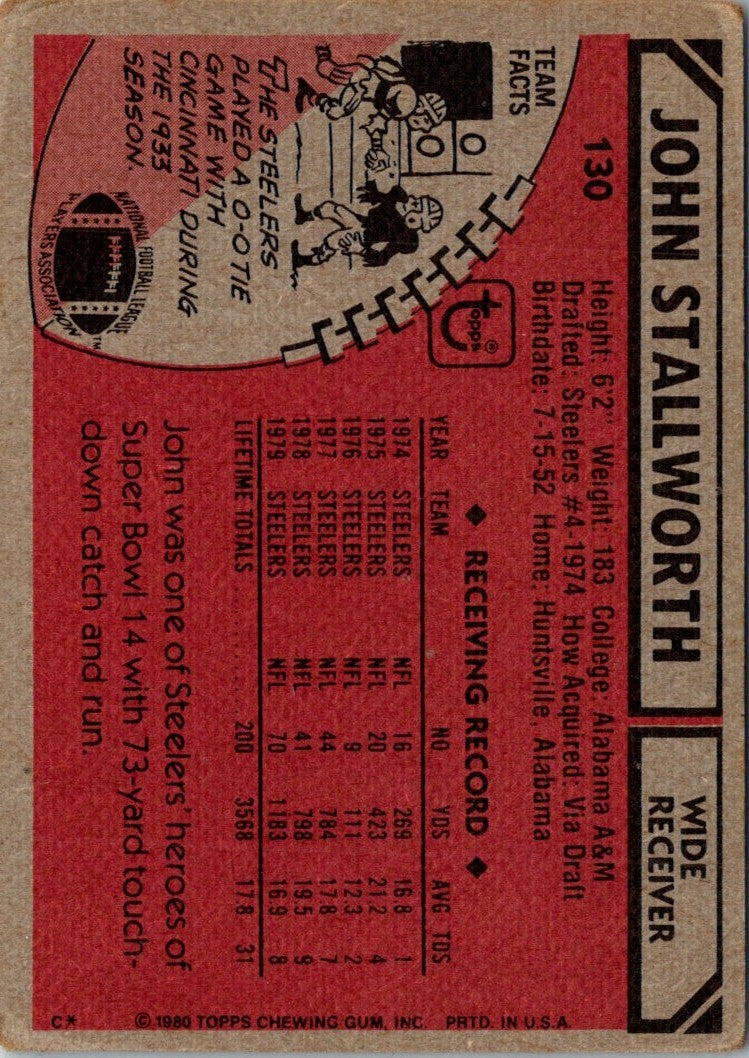 JOHN STALLWORTH
WIDE
RECEIVER
130
Height: 6'2" Weight: 183 College: Alabama A&M
Drafted: Steelers #4-1974 How Acquired: Via Draft
Birthdate: 7-15-52 Home: Huntsville, Alabama
TEAM
FACTS
0 0
THE STEELERS
PLAYED A 0-0 TIE
GAME WITH
CINCINNATI DURING
THE 1933
SEASON.
NATIONAL FOOTBALL LEAGUE
PLAYERS ASSOCIATION
TM
topps®
◆ RECEIVING RECORD ◆
YEAR TEAM NO YDS AVG TDS
1974 STEELERS NFL 16 269 16.8 1
1975 STEELERS NFL 20 423 21.2 4
1976 STEELERS NFL 9 111 12.3 2
1977 STEELERS NFL 44 784 17.8 7
1978 STEELERS NFL 41 798 19.5 9
1979 STEELERS NFL 70 1183 16.9 8
LIFETIME TOTALS 200 3568 17.8 31
John was one of Steelers' heroes of
Super Bowl 14 with 73-yard touch-
down catch and run.
C* © 1980 TOPPS CHEWING GUM, INC. PRTD. IN U.S.A.